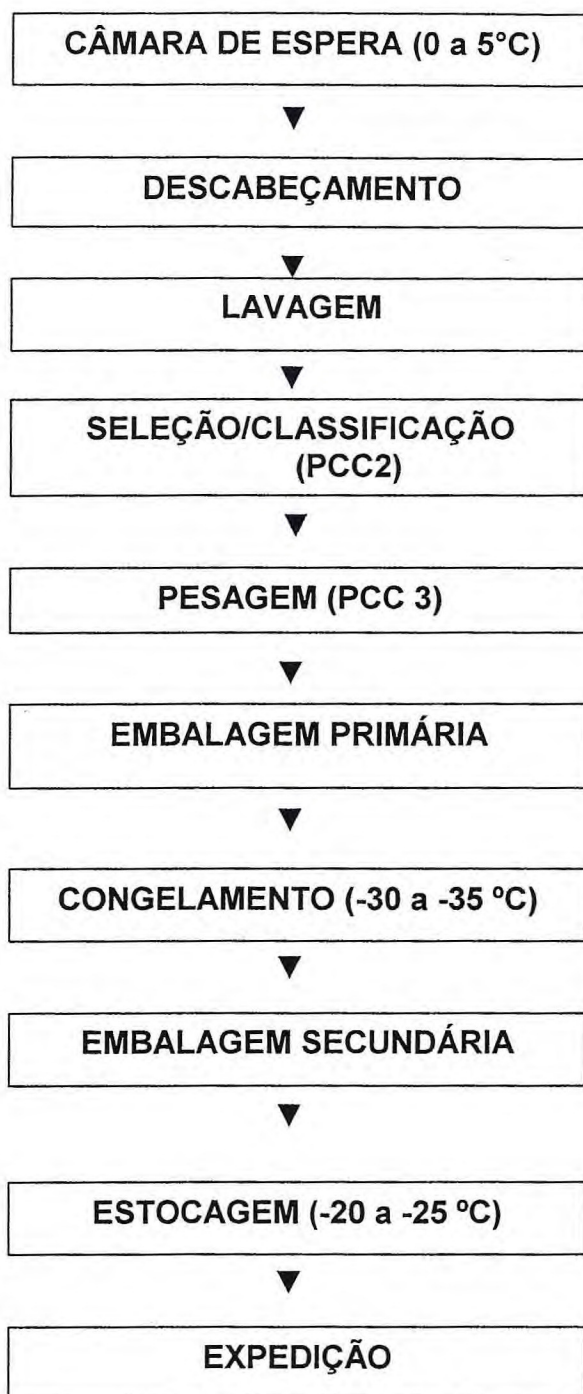 CÂMARA DE ESPERA (0 a 5°C)
DESCABEÇAMENTO
LAVAGEM
SELEÇÃO/CLASSIFICAÇÃO
(PCC2)
PESAGEM (PCC 3)
EMBALAGEM PRIMÁRIA
CONGELAMENTO (-30 a -35 ºC)
EMBALAGEM SECUNDÁRIA
ESTOCAGEM (-20 a -25 ºC)
EXPEDIÇÃO